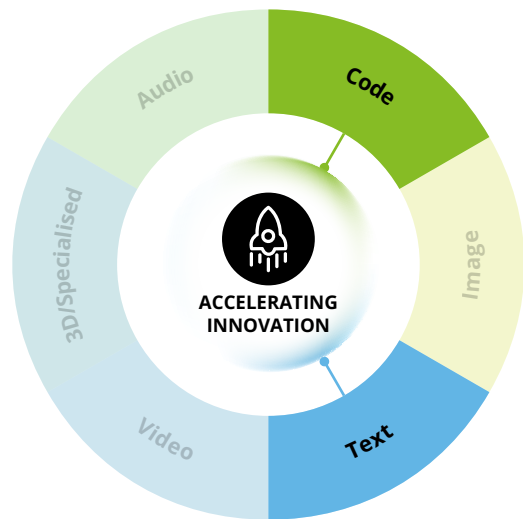 Audio
Code
3D/Specialised
Image
ACCELERATING
INNOVATION
Video
Text